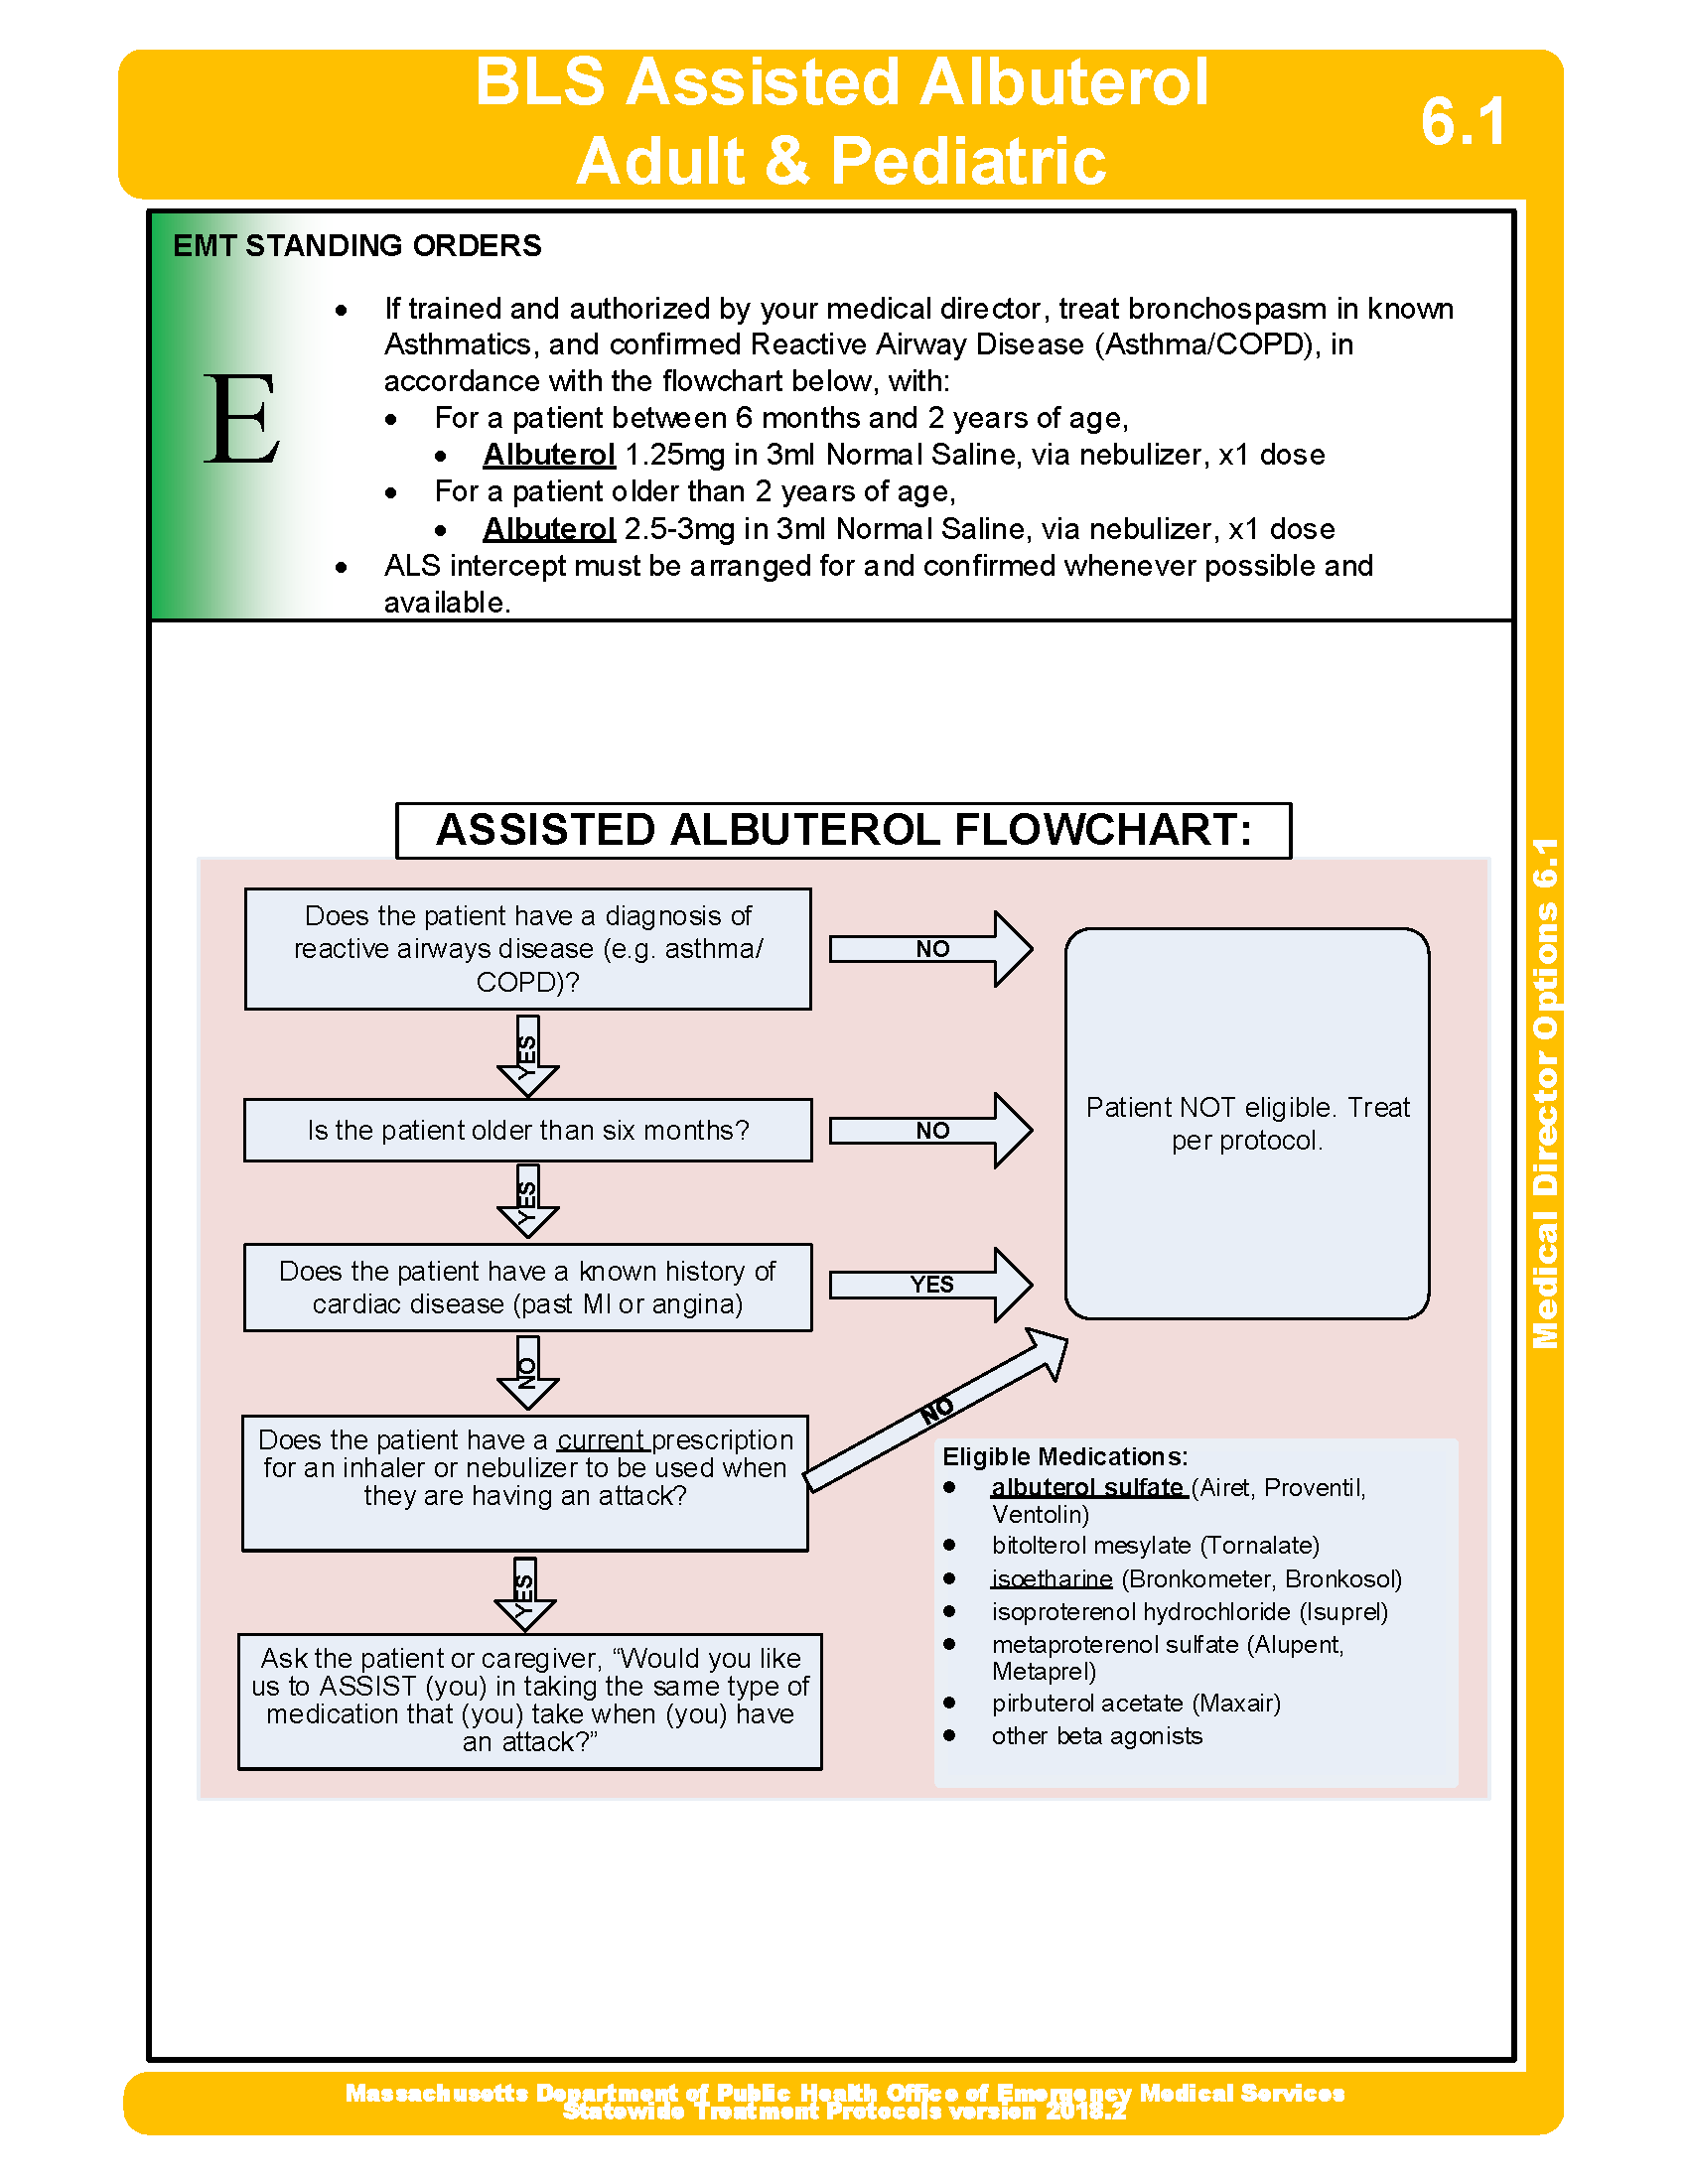 BLS Assisted Albuterol
Adult & Pediatric
6.1
EMT STANDING ORDERS
E
• If trained and authorized by your medical director, treat bronchospasm in known
Asthmatics, and confirmed Reactive Airway Disease (Asthma/COPD), in
accordance with the flowchart below, with:
• For a patient between 6 months and 2 years of age,
• Albuterol 1.25mg in 3ml Normal Saline, via nebulizer, x1 dose
• For a patient older than 2 years of age,
• Albuterol 2.5-3mg in 3ml Normal Saline, via nebulizer, x1 dose
• ALS intercept must be arranged for and confirmed whenever possible and
available.
ASSISTED ALBUTEROL FLOWCHART:
Does the patient have a diagnosis of
reactive airways disease (e.g. asthma/
COPD)?
NO
YES
Is the patient older than six months?
NO
Patient NOT eligible. Treat
per protocol.
YES
Does the patient have a known history of
cardiac disease (past MI or angina)
YES
NO
Does the patient have a current prescription
for an inhaler or nebulizer to be used when
they are having an attack?
NO
YES
Ask the patient or caregiver, “Would you like
us to ASSIST (you) in taking the same type of
medication that (you) take when (you) have
an attack?”
Eligible Medications:
• albuterol sulfate (Airet, Proventil,
Ventolin)
• bitolterol mesylate (Tornalate)
• isoetharine (Bronkometer, Bronkosol)
• isoproterenol hydrochloride (Isuprel)
• metaproterenol sulfate (Alupent,
Metaprel)
• pirbuterol acetate (Maxair)
• other beta agonists
Medical Director Options 6.1
Massachusetts Department of Public Health Office of Emergency Medical Services
Statewide Treatment Protocols version 2018.2